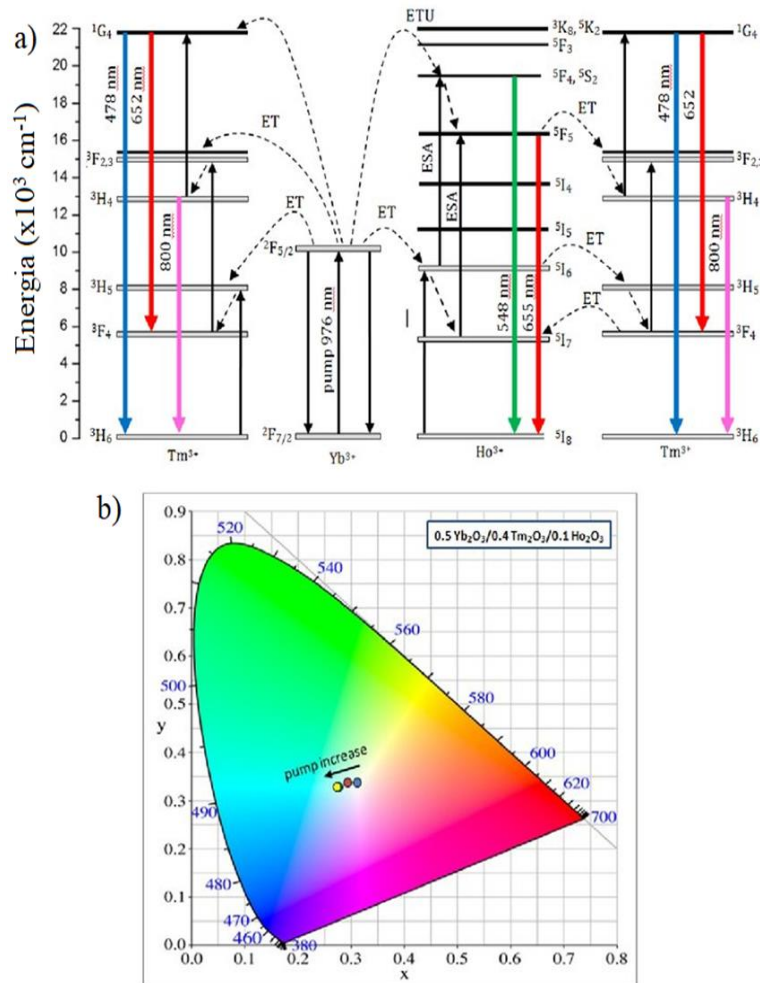 a)
Energia (x10³ cm⁻¹)
22
20
18
16
14
12
10
8
6
4
2
0
¹G₄
³F₂,₃
³H₄
³H₅
³F₄
³H₆
478 nm
652 nm
800 nm
Tm³⁺
ET
ET
ET
²F₅/₂
²F₇/₂
pump 976 nm
Yb³⁺
ETU
ET
ESA
ESA
548 nm
655 nm
³K₈, ⁵K₂
⁵F₃
⁵F₄, ⁵S₂
⁵F₅
⁵I₄
⁵I₅
⁵I₆
⁵I₇
⁵I₈
Ho³⁺
ET
ET
ET
478 nm
652
800 nm
¹G₄
³F₂,
³H₄
³H₅
³F₄
³H₆
Tm³⁺
b)
0.5 Yb₂O₃/0.4 Tm₂O₃/0.1 Ho₂O₃
0.9
0.8
0.7
0.6
0.5
y
0.4
0.3
0.2
0.1
0.0
520
540
560
580
600
620
700
500
490
480
470
460
380
pump increase
0.0 0.1 0.2 0.3 0.4 0.5 0.6 0.7 0.8
x